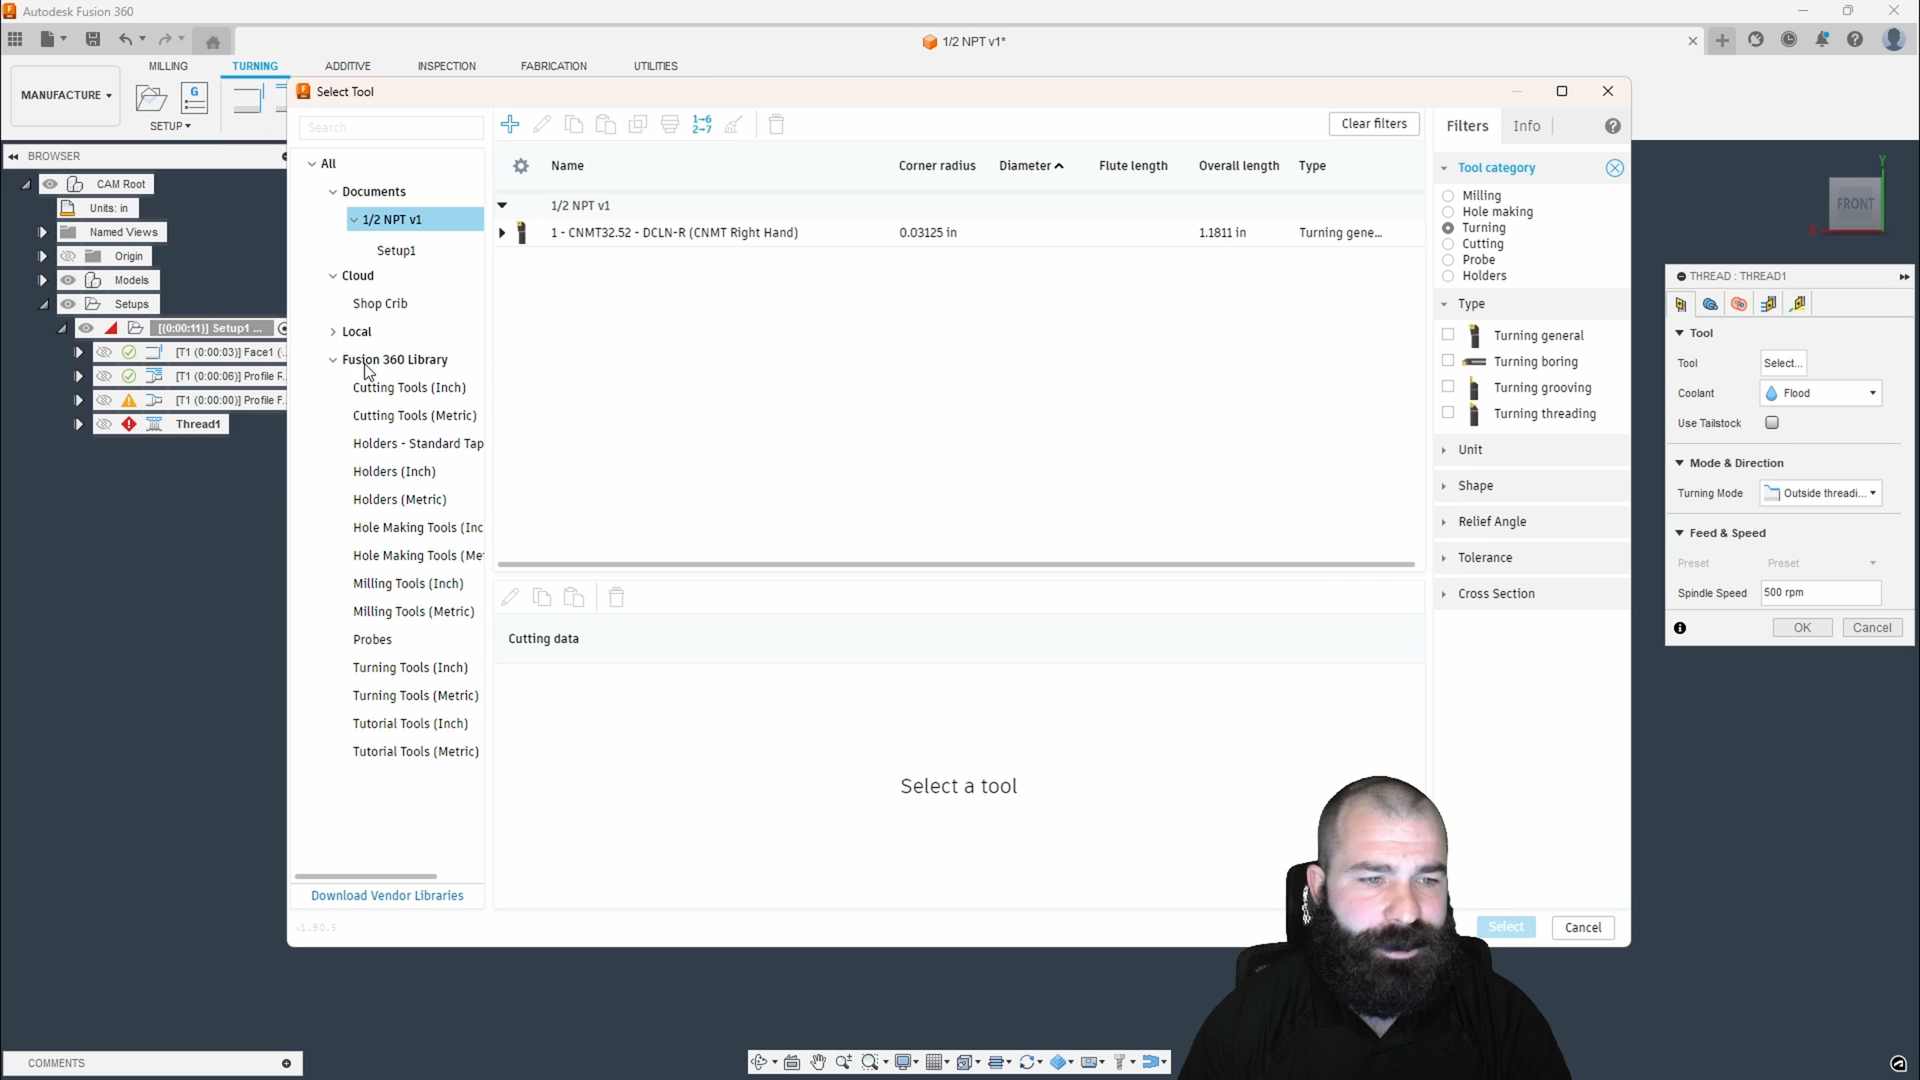 Autodesk Fusion 360
1/2 NPT v1*
MILLING TURNING ADDITIVE INSPECTION FABRICATION UTILITIES
MANUFACTURE
SETUP
BROWSER
CAM Root
Units: in
Named Views
Origin
Models
Setups
[(0:00:11)] Setup1 ...
[T1 (0:00:03)] Face1 (...
[T1 (0:00:06)] Profile R...
[T1 (0:00:00)] Profile F...
Thread1
COMMENTS
Select Tool
Search
All
Documents
1/2 NPT v1
Setup1
Cloud
Shop Crib
Local
Fusion 360 Library
Cutting Tools (Inch)
Cutting Tools (Metric)
Holders - Standard Tap
Holders (Inch)
Holders (Metric)
Hole Making Tools (Inc
Hole Making Tools (Me
Milling Tools (Inch)
Milling Tools (Metric)
Probes
Turning Tools (Inch)
Turning Tools (Metric)
Tutorial Tools (Inch)
Tutorial Tools (Metric)
Download Vendor Libraries
v1.90.5
1→6
2→7
Clear filters
Name Corner radius Diameter Flute length Overall length Type
1/2 NPT v1
1 - CNMT32.52 - DCLN-R (CNMT Right Hand) 0.03125 in 1.1811 in Turning gene...
Cutting data
Select a tool
Filters Info
Tool category
Milling
Hole making
Turning
Cutting
Probe
Holders
Type
Turning general
Turning boring
Turning grooving
Turning threading
Unit
Shape
Relief Angle
Tolerance
Cross Section
Select Cancel
FRONT
Y
X
THREAD : THREAD1
Tool
Tool Select...
Coolant Flood
Use Tailstock
Mode & Direction
Turning Mode Outside threadi...
Feed & Speed
Preset Preset
Spindle Speed 500 rpm
OK Cancel